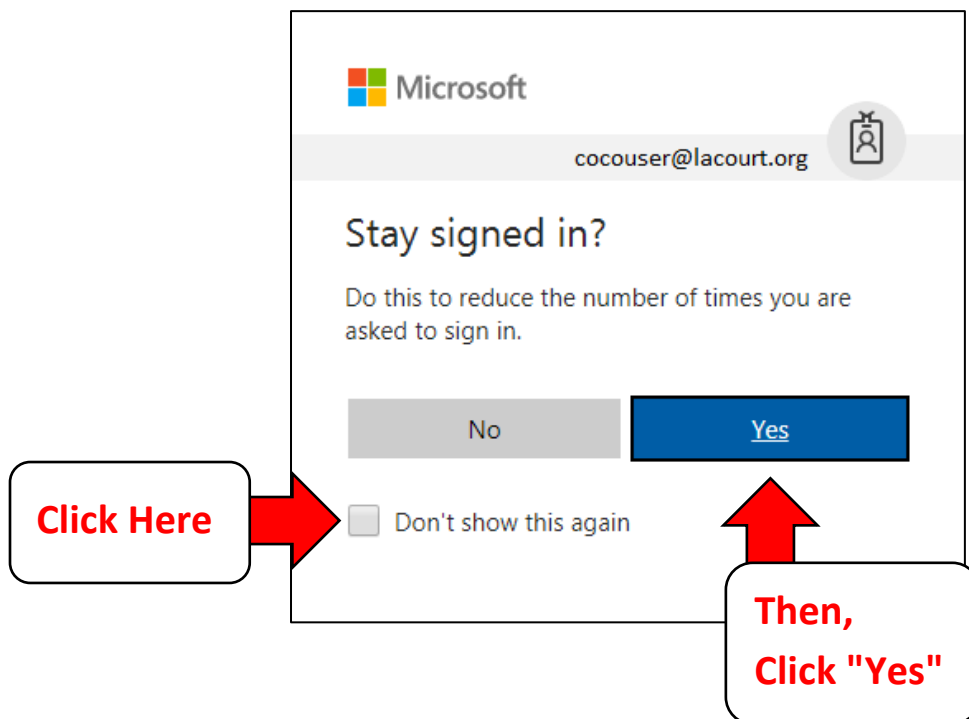 Microsoft
cocouser@lacourt.org
Stay signed in?
Do this to reduce the number of times you are
asked to sign in.
No
Yes
Click Here
Don't show this again
Then,
Click "Yes"